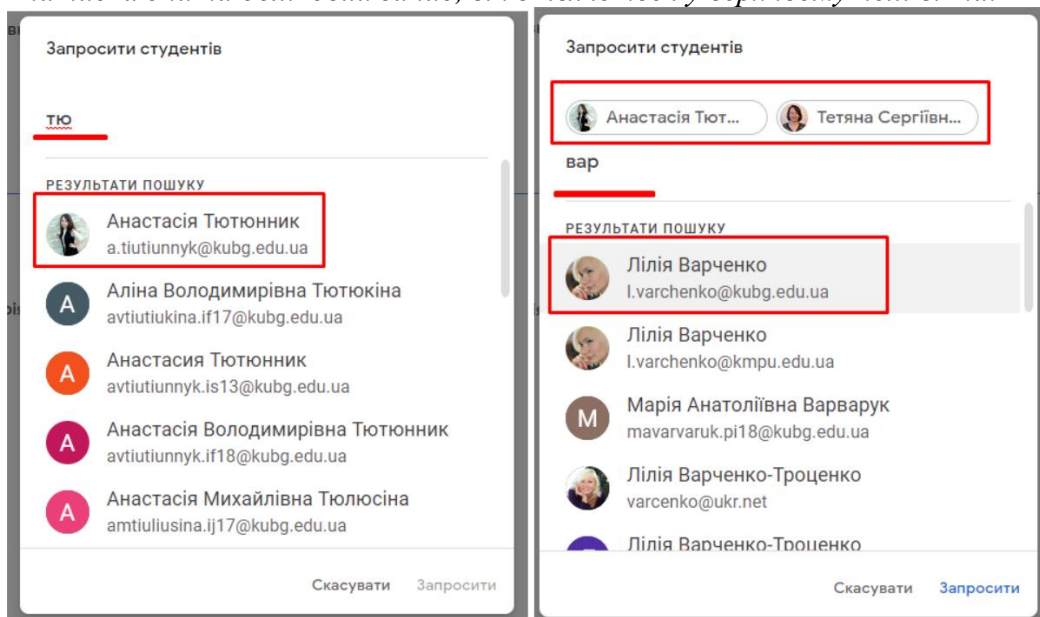 Запросити студентів
тю
РЕЗУЛЬТАТИ ПОШУКУ
Анастасія Тютюнник
a.tiutiunnyk@kubg.edu.ua
А
Аліна Володимирівна Тютюкіна
avtiutiukina.if17@kubg.edu.ua
А
Анастасия Тютюнник
avtiutiunnyk.is13@kubg.edu.ua
А
Анастасія Володимирівна Тютюнник
avtiutiunnyk.if18@kubg.edu.ua
А
Анастасія Михайлівна Тюлюсіна
amtiuliusina.ij17@kubg.edu.ua
Скасувати Запросити
Запросити студентів
Анастасія Тют... Тетяна Сергіївн...
вар
РЕЗУЛЬТАТИ ПОШУКУ
Лілія Варченко
l.varchenko@kubg.edu.ua
Лілія Варченко
l.varchenko@kmpu.edu.ua
М
Марія Анатоліївна Варварук
mavarvaruk.pi18@kubg.edu.ua
Лілія Варченко-Троценко
varcenko@ukr.net
Лілія Варченко-Троценко
Скасувати Запросити